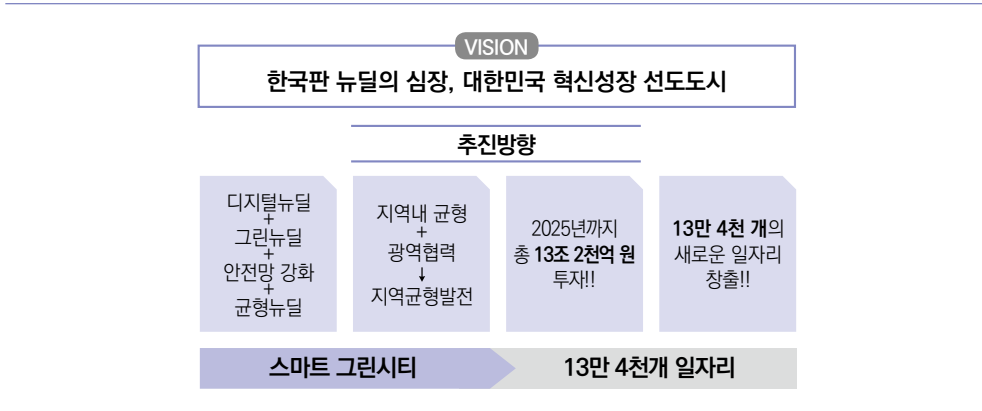 VISION
한국판 뉴딜의 심장, 대한민국 혁신성장 선도도시
추진방향
디지털뉴딜
+
그린뉴딜
+
안전망 강화
+
균형뉴딜
지역내 균형
+
광역협력
↓
지역균형발전
2025년까지
총 13조 2천억 원
투자!!
13만 4천 개의
새로운 일자리
창출!!
스마트 그린시티
13만 4천개 일자리